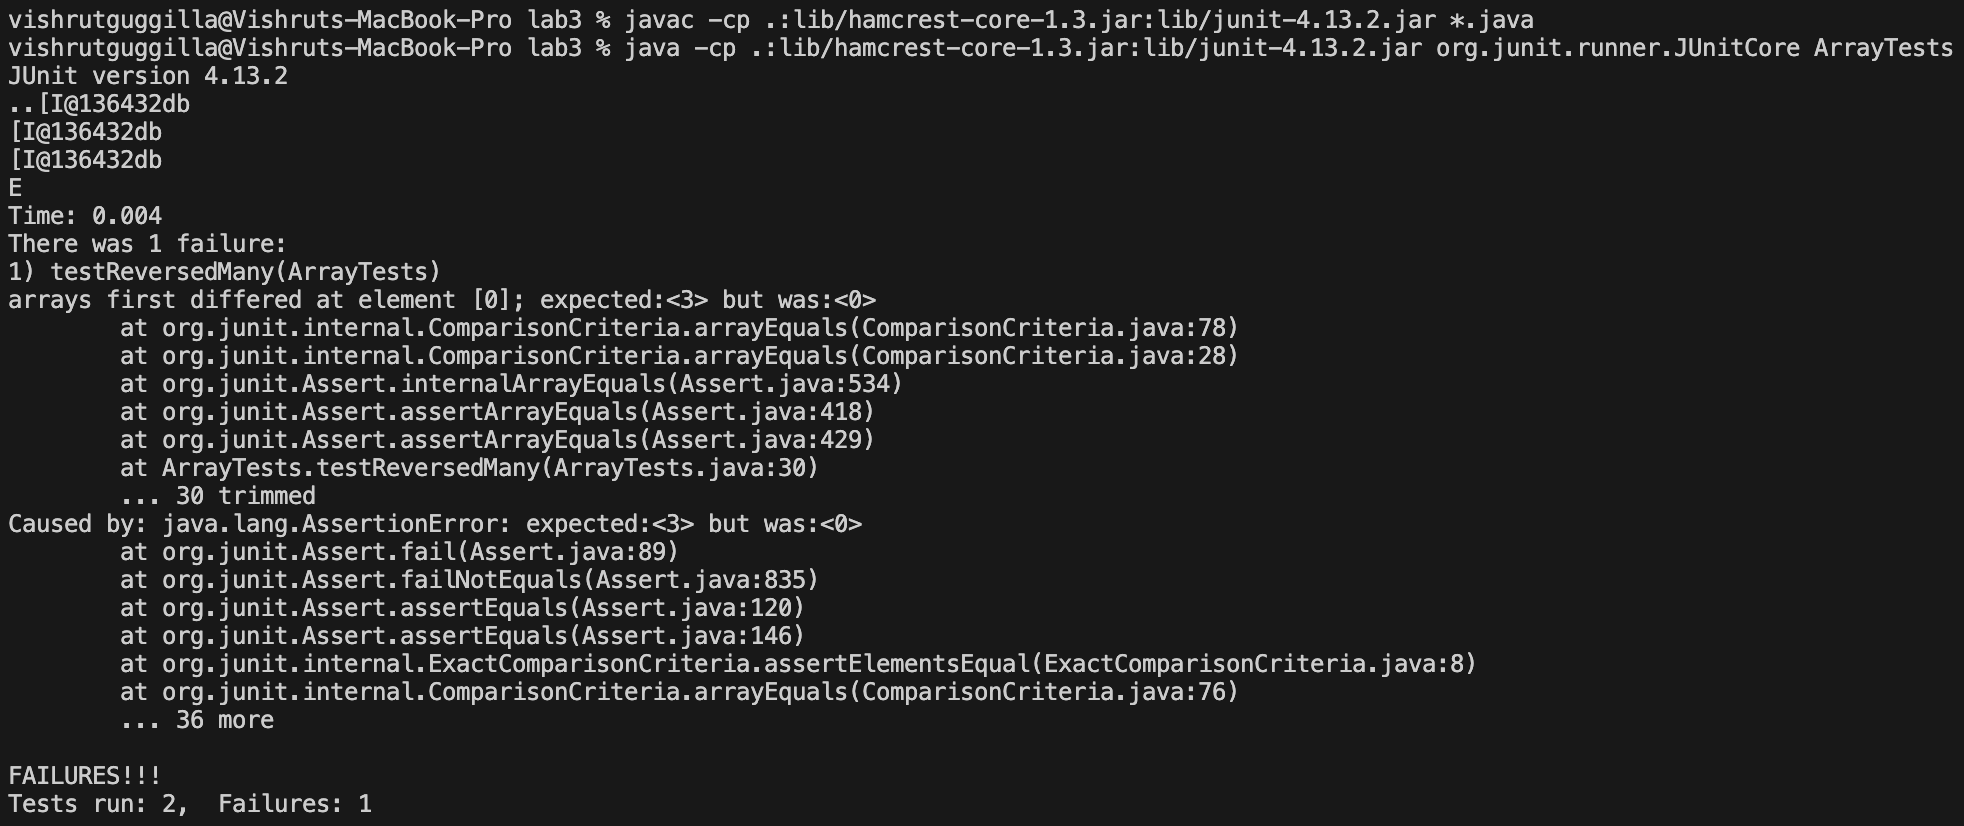 vishrutguggilla@Vishruts-MacBook-Pro lab3 % javac -cp .:lib/hamcrest-core-1.3.jar:lib/junit-4.13.2.jar *.java
vishrutguggilla@Vishruts-MacBook-Pro lab3 % java -cp .:lib/hamcrest-core-1.3.jar:lib/junit-4.13.2.jar org.junit.runner.JUnitCore ArrayTests
JUnit version 4.13.2
..[I@136432db
[I@136432db
[I@136432db
E
Time: 0.004
There was 1 failure:
1) testReversedMany(ArrayTests)
arrays first differed at element [0]; expected:<3> but was:<0>
        at org.junit.internal.ComparisonCriteria.arrayEquals(ComparisonCriteria.java:78)
        at org.junit.internal.ComparisonCriteria.arrayEquals(ComparisonCriteria.java:28)
        at org.junit.Assert.internalArrayEquals(Assert.java:534)
        at org.junit.Assert.assertArrayEquals(Assert.java:418)
        at org.junit.Assert.assertArrayEquals(Assert.java:429)
        at ArrayTests.testReversedMany(ArrayTests.java:30)
        ... 30 trimmed
Caused by: java.lang.AssertionError: expected:<3> but was:<0>
        at org.junit.Assert.fail(Assert.java:89)
        at org.junit.Assert.failNotEquals(Assert.java:835)
        at org.junit.Assert.assertEquals(Assert.java:120)
        at org.junit.Assert.assertEquals(Assert.java:146)
        at org.junit.internal.ExactComparisonCriteria.assertElementsEqual(ExactComparisonCriteria.java:8)
        at org.junit.internal.ComparisonCriteria.arrayEquals(ComparisonCriteria.java:76)
        ... 36 more

FAILURES!!!
Tests run: 2,  Failures: 1